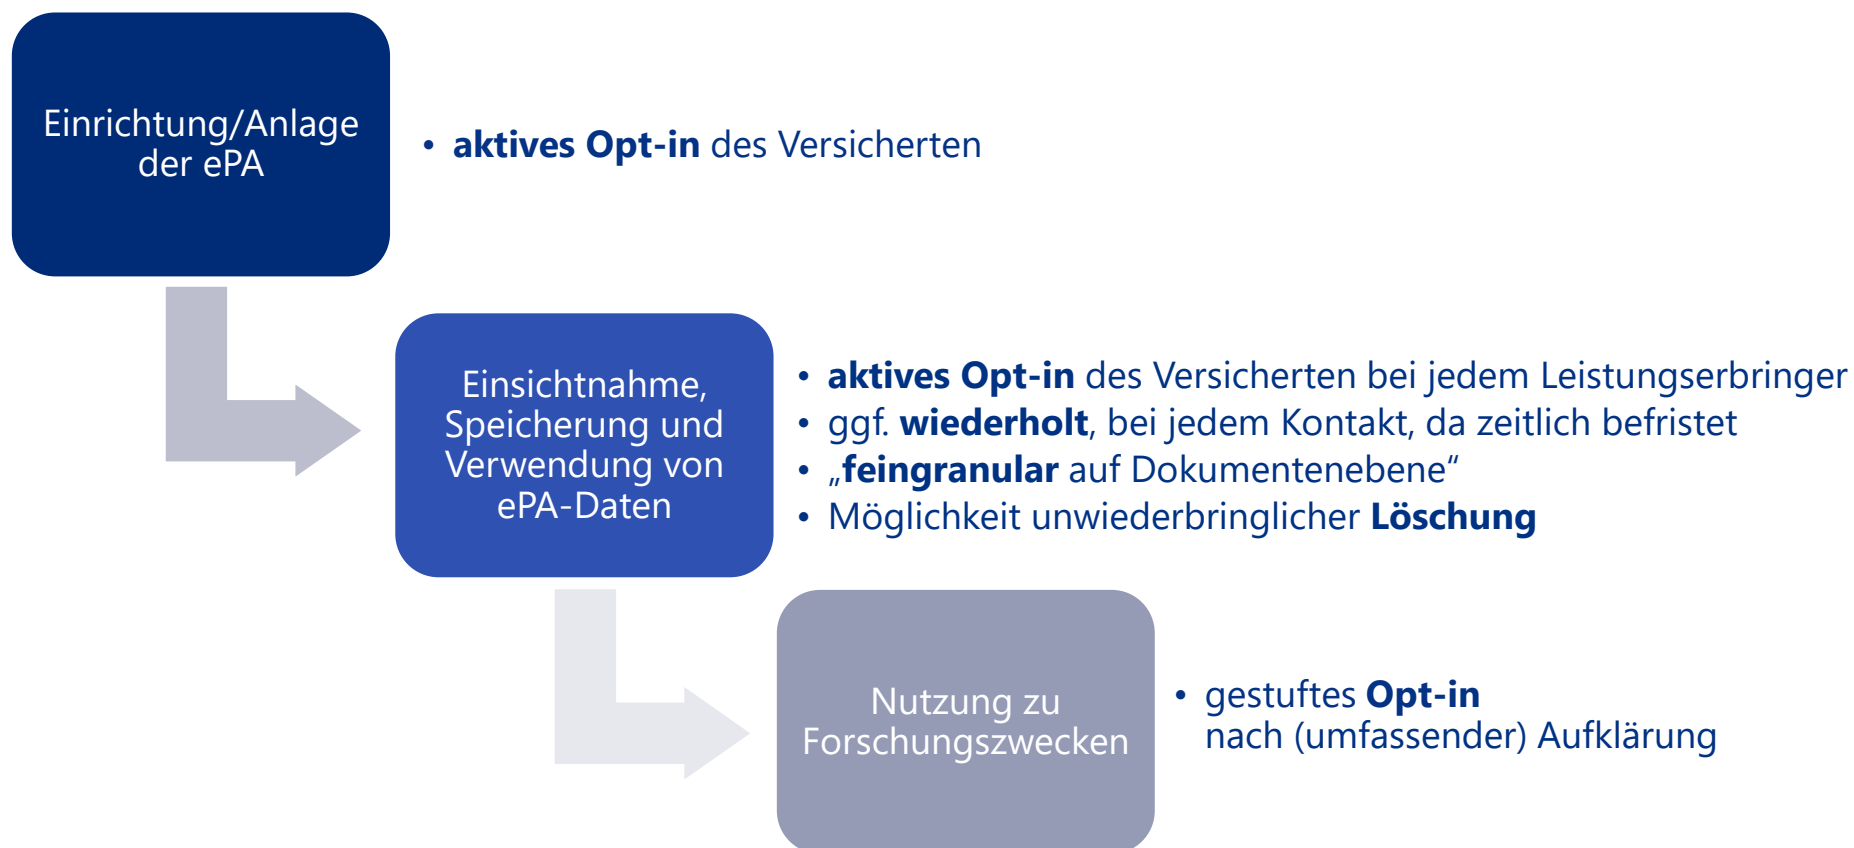 Einrichtung/Anlage
der ePA
• aktives Opt-in des Versicherten
Einsichtnahme,
Speicherung und
Verwendung von
ePA-Daten
• aktives Opt-in des Versicherten bei jedem Leistungserbringer
• ggf. wiederholt, bei jedem Kontakt, da zeitlich befristet
• „feingranular auf Dokumentenebene“
• Möglichkeit unwiederbringlicher Löschung
Nutzung zu
Forschungszwecken
• gestuftes Opt-in
nach (umfassender) Aufklärung